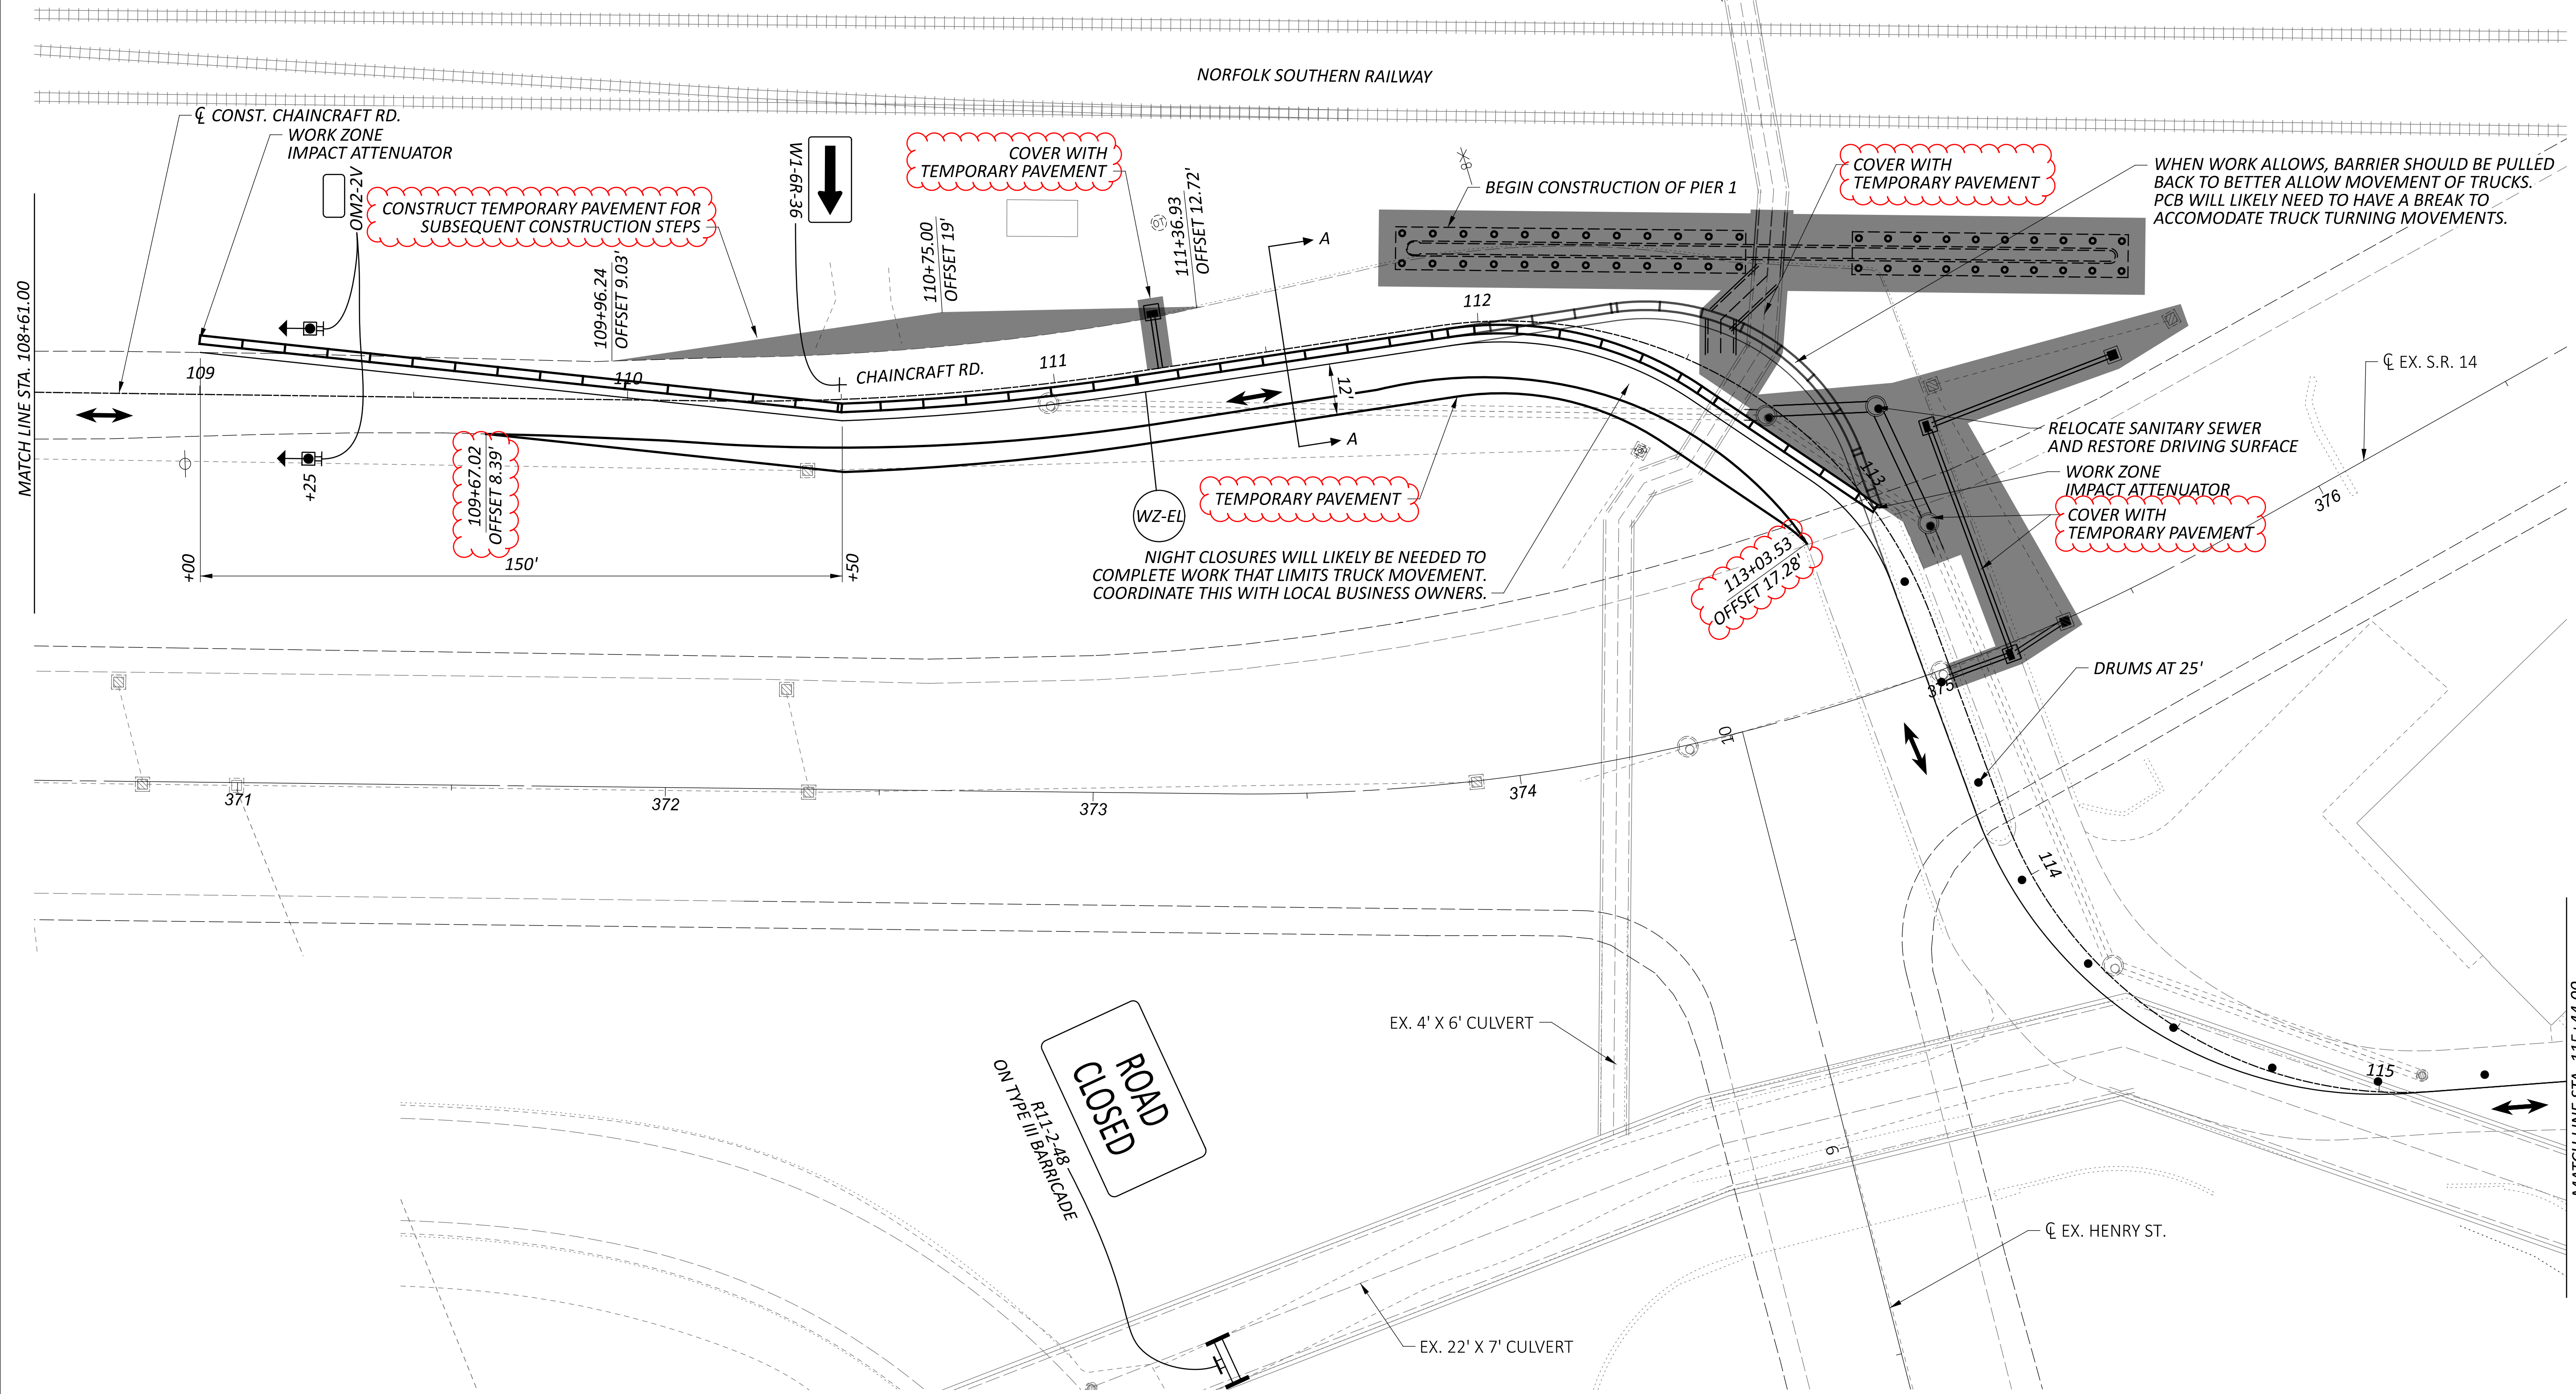 NORFOLK SOUTHERN RAILWAY
℄ CONST. CHAINCRAFT RD.
WORK ZONE
IMPACT ATTENUATOR
OM2-2V
CONSTRUCT TEMPORARY PAVEMENT FOR
SUBSEQUENT CONSTRUCTION STEPS
W1-6R-36
COVER WITH
TEMPORARY PAVEMENT
109+96.24
OFFSET 9.03'
110+75.00
OFFSET 19'
111+36.93
OFFSET 12.72'
A
A
BEGIN CONSTRUCTION OF PIER 1
COVER WITH
TEMPORARY PAVEMENT
WHEN WORK ALLOWS, BARRIER SHOULD BE PULLED
BACK TO BETTER ALLOW MOVEMENT OF TRUCKS.
PCB WILL LIKELY NEED TO HAVE A BREAK TO
ACCOMODATE TRUCK TURNING MOVEMENTS.
MATCH LINE STA. 108+61.00
109
110
111
112
113
114
115
CHAINCRAFT RD.
12'
℄ EX. S.R. 14
RELOCATE SANITARY SEWER
AND RESTORE DRIVING SURFACE
WORK ZONE
IMPACT ATTENUATOR
COVER WITH
TEMPORARY PAVEMENT
376
+25
109+67.02
OFFSET 8.39'
+00
150'
+50
WZ-EL
TEMPORARY PAVEMENT
NIGHT CLOSURES WILL LIKELY BE NEEDED TO
COMPLETE WORK THAT LIMITS TRUCK MOVEMENT.
COORDINATE THIS WITH LOCAL BUSINESS OWNERS.
113+03.53
OFFSET 17.28'
DRUMS AT 25'
371
372
373
374
375
10
9
ROAD
CLOSED
R11-2-48
ON TYPE III BARRICADE
EX. 4' X 6' CULVERT
EX. 22' X 7' CULVERT
℄ EX. HENRY ST.
MATCH LINE STA. 115+44.00